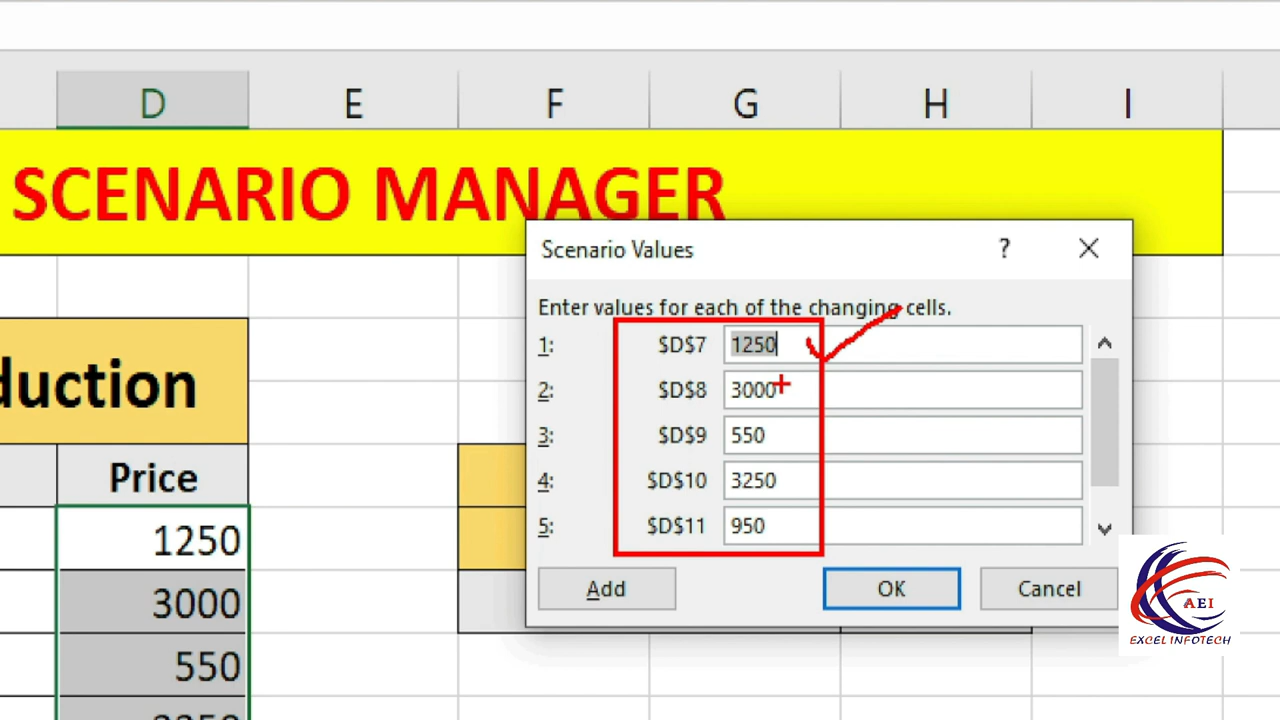 D E F G H I
SCENARIO MANAGER
Scenario Values ?
Enter values for each of the changing cells.
1: $D$7 1250
2: $D$8 3000
3: $D$9 550
4: $D$10 3250
5: $D$11 950
Add OK Cancel
duction
Price
1250
3000
550
AEI
EXCEL INFOTECH